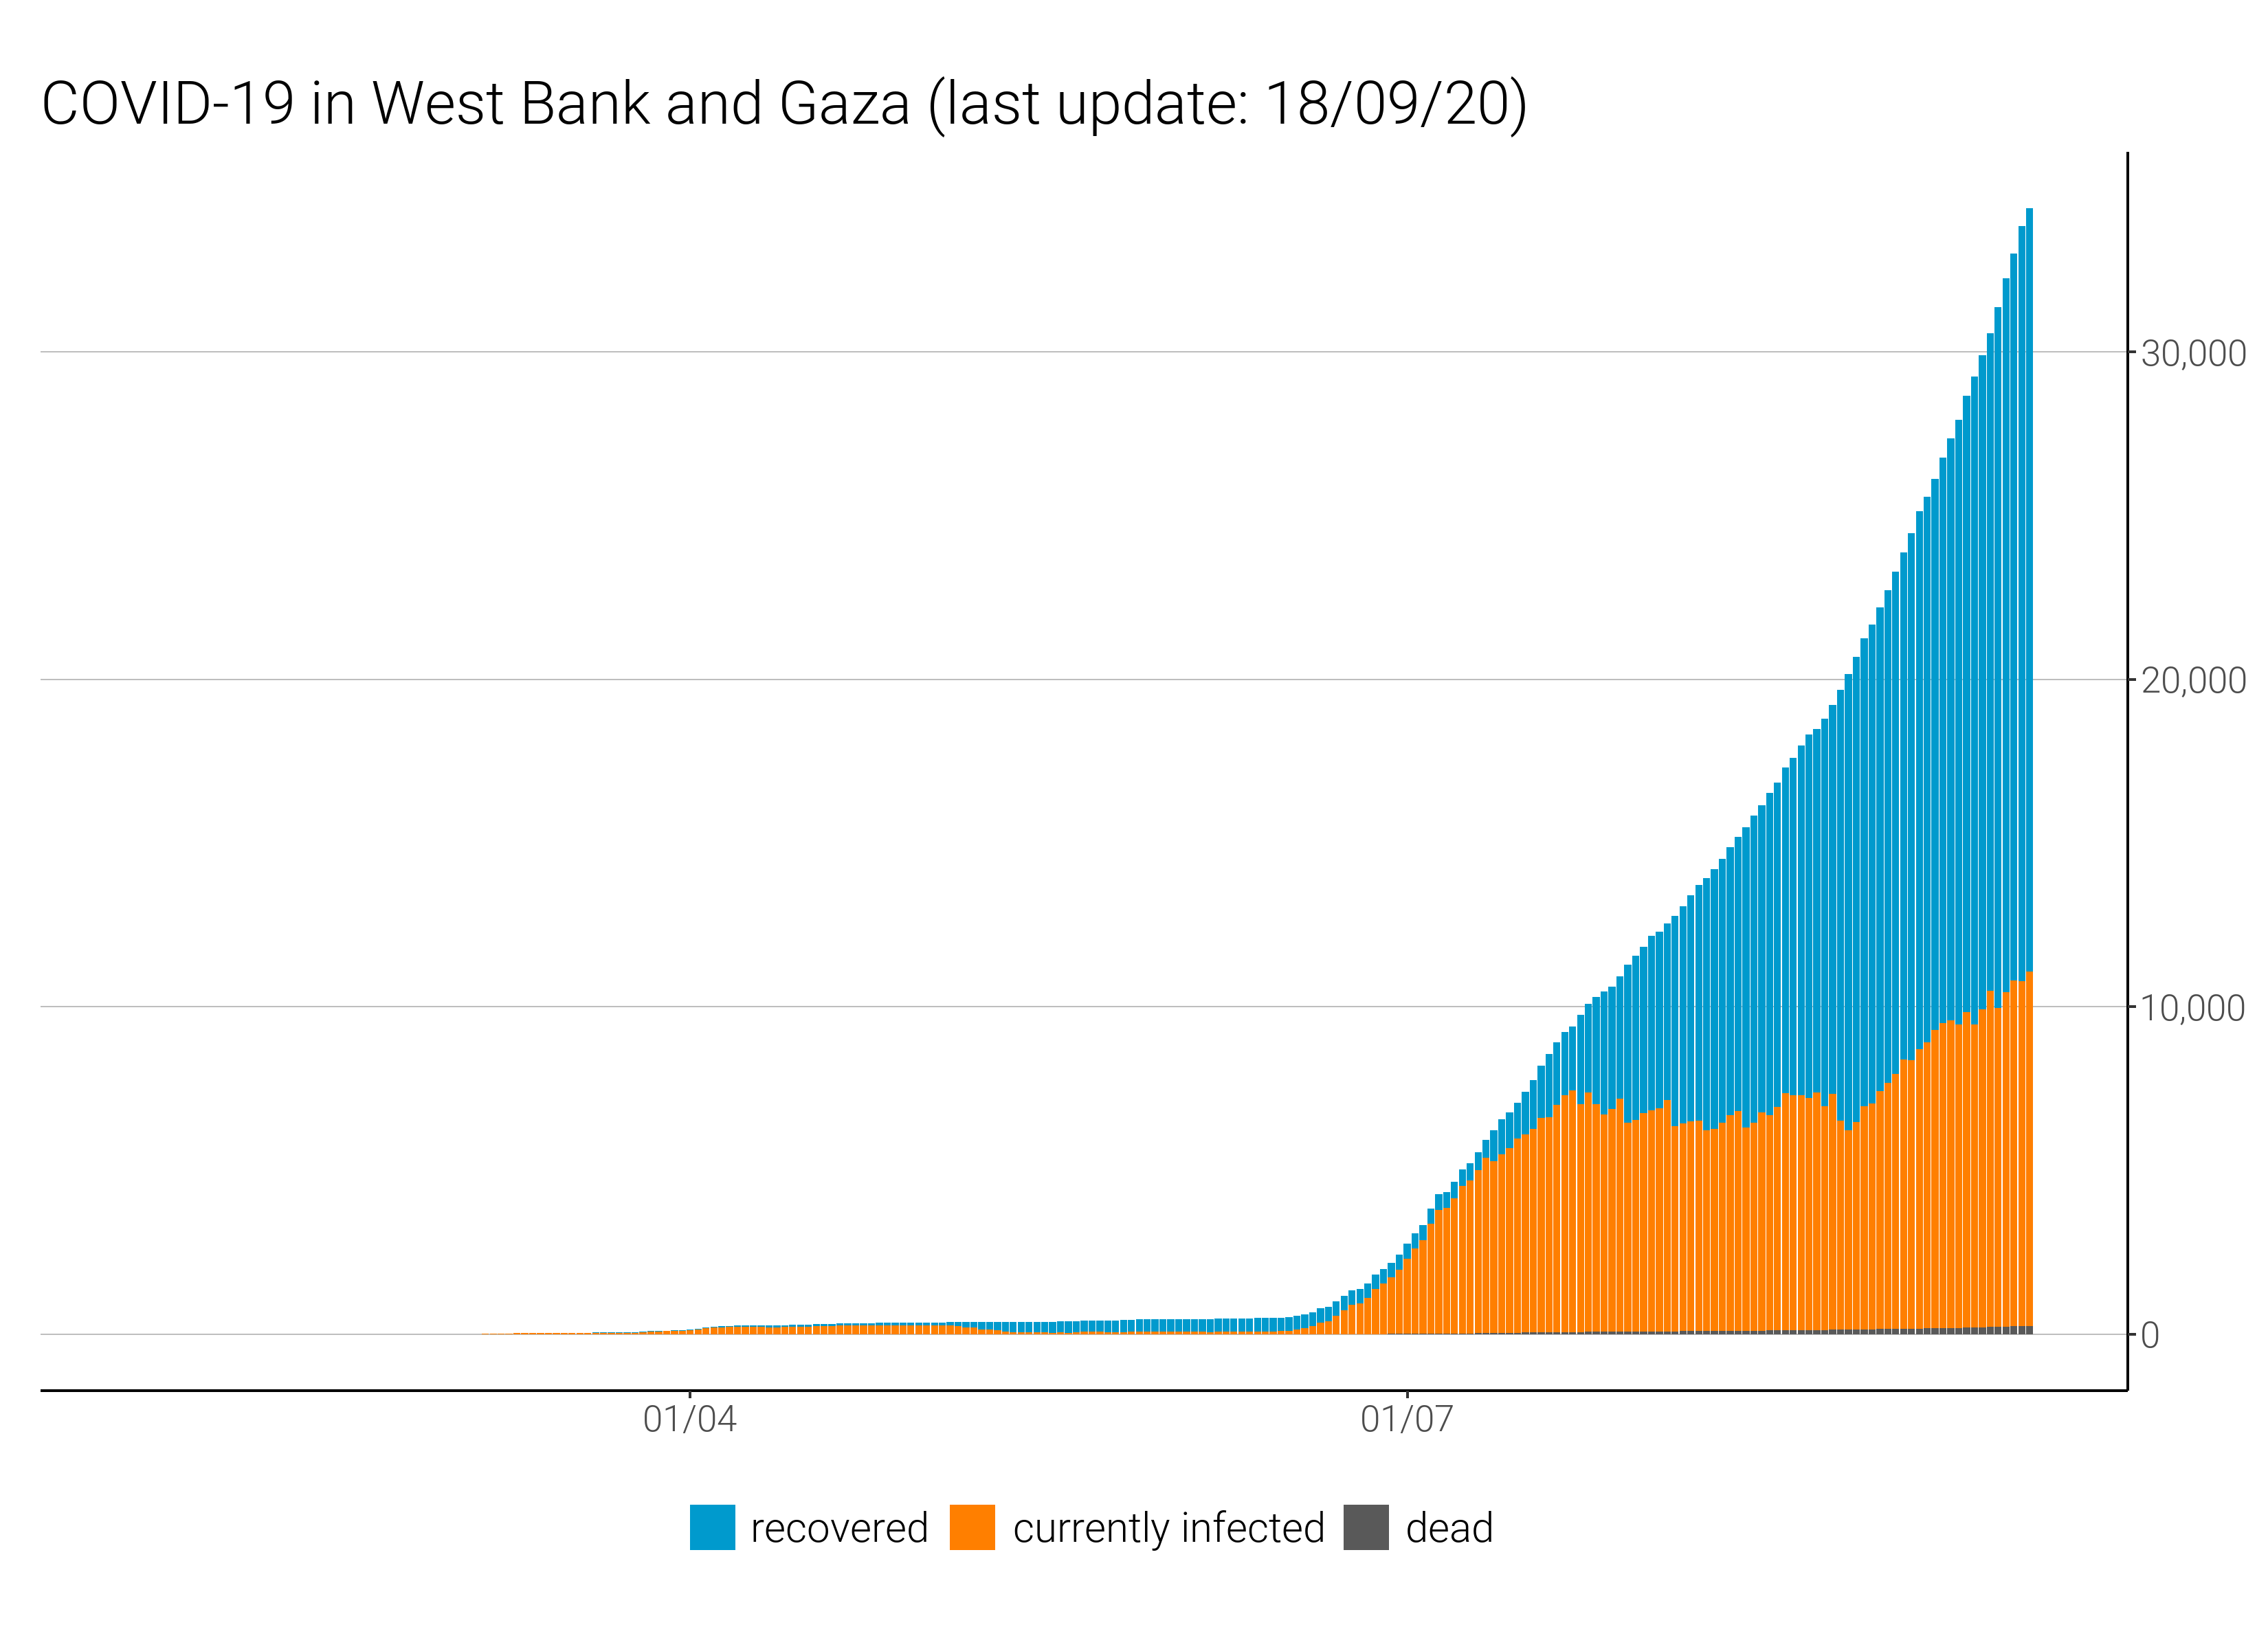 COVID-19 in West Bank and Gaza (last update: 18/09/20)
30,000
20,000
10,000
0
01/04 01/07
recovered currently infected dead